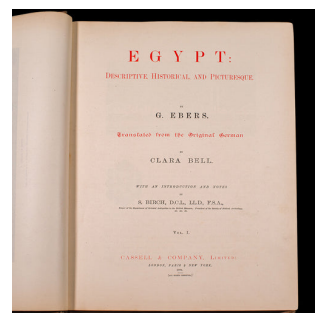 EGYPT:
DESCRIPTIVE, HISTORICAL, AND PICTURESQUE
BY
G. EBERS.
Translated from the Original German
BY
CLARA BELL.
WITH AN INTRODUCTION AND NOTES
BY
S. BIRCH, D.C.L., LL.D., F.S.A.,
VOL. I.
CASSELL & COMPANY, LIMITED:
LONDON, PARIS & NEW YORK.